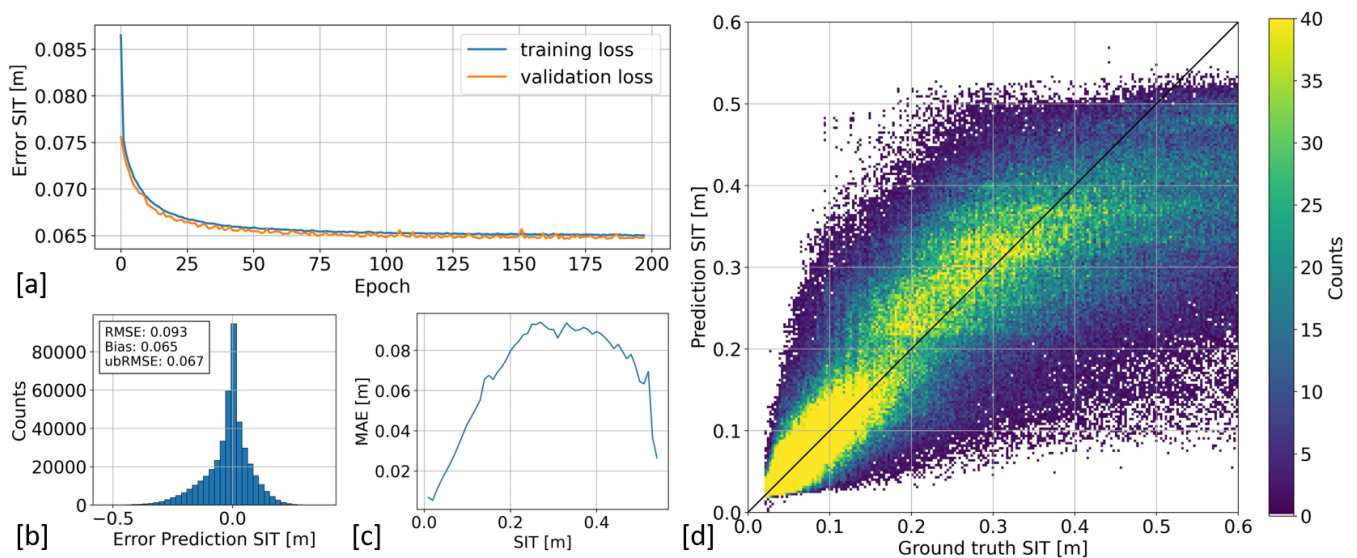 0.085
0.080
0.075
0.070
0.065
Error SIT [m]
training loss
validation loss
0 25 50 75 100 125 150 175 200
Epoch
[a]
RMSE: 0.093
Bias: 0.065
ubRMSE: 0.067
80000
60000
40000
20000
0
Counts
−0.5 0.0
Error Prediction SIT [m]
[b]
0.08
0.06
0.04
0.02
MAE [m]
0.0 0.2 0.4
SIT [m]
[c]
0.6
0.5
0.4
0.3
0.2
0.1
0.0
Prediction SIT [m]
0.0 0.1 0.2 0.3 0.4 0.5 0.6
Ground truth SIT [m]
[d]
40
35
30
25
20
15
10
5
0
Counts